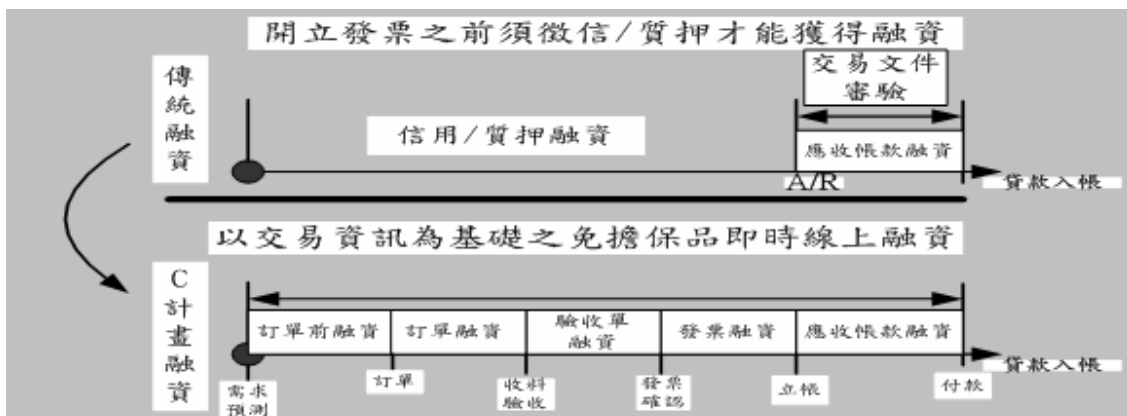 開立發票之前須徵信/質押才能獲得融資
傳統融資
交易文件
審驗
信用/質押融資
應收帳款融資
A/R
貸款入帳
以交易資訊為基礎之免擔保品即時線上融資
C計畫融資
訂單前融資
訂單融資
驗收單
融資
發票融資
應收帳款融資
貸款入帳
需求
預測
訂單
收料
驗收
發票
確認
立帳
付款